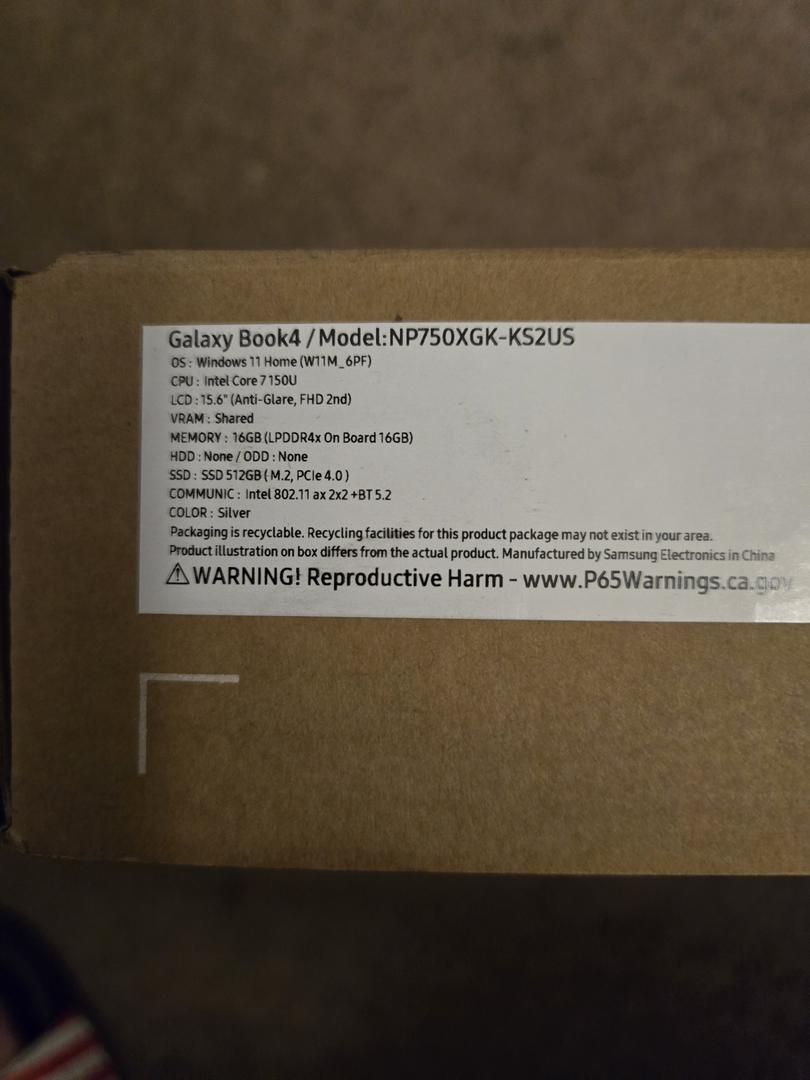 Galaxy Book4 / Model:NP750XGK-KS2US
OS : Windows 11 Home (W11M_6PF)
CPU : Intel Core 7 150U
LCD : 15.6" (Anti-Glare, FHD 2nd)
VRAM : Shared
MEMORY : 16GB (LPDDR4x On Board 16GB)
HDD : None / ODD : None
SSD : SSD 512GB ( M.2, PCIe 4.0 )
COMMUNIC : Intel 802.11 ax 2x2 +BT 5.2
COLOR : Silver
Packaging is recyclable. Recycling facilities for this product package may not exist in your area.
Product illustration on box differs from the actual product. Manufactured by Samsung Electronics in China
⚠WARNING! Reproductive Harm - www.P65Warnings.ca.gov